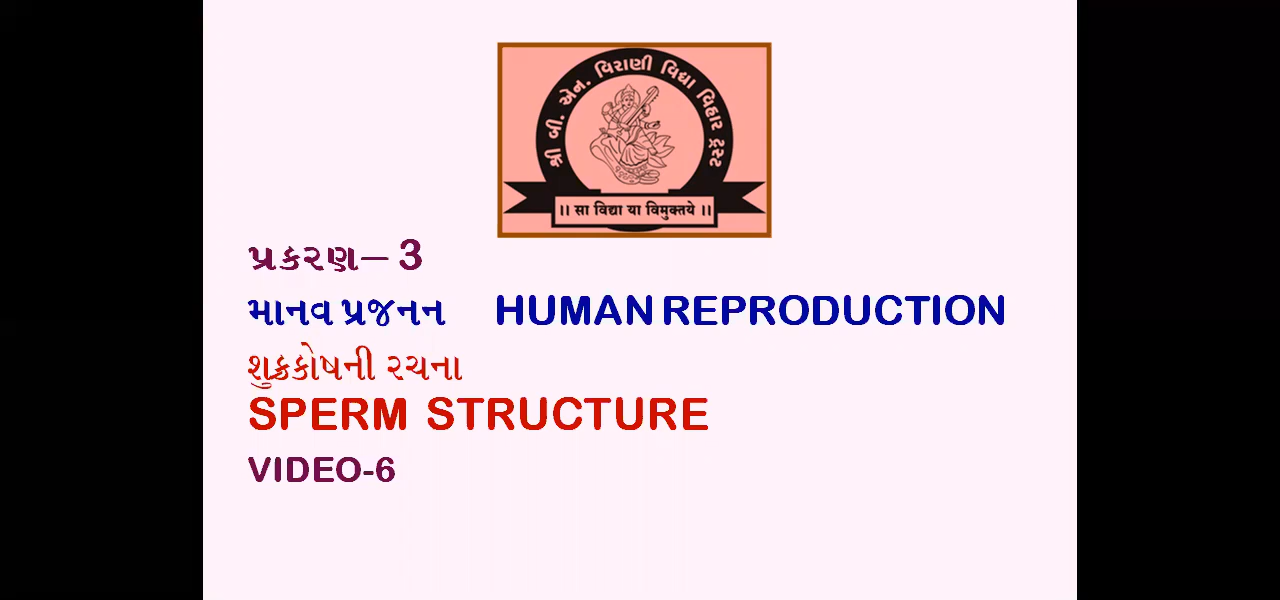 શ્રી બી. એન. વિરાણી વિદ્યા વિહાર ટ્રસ્ટ
।। सा विद्या या विमुक्तये ।।
પ્રકરણ– 3
માનવ પ્રજનન HUMAN REPRODUCTION
શુક્રકોષની રચના
SPERM STRUCTURE
VIDEO-6